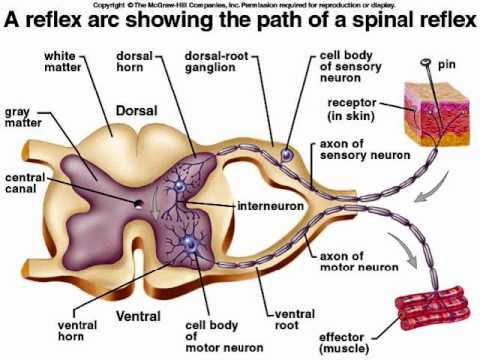 Copyright © The McGraw-Hill Companies, Inc. Permission required for reproduction or display.
A reflex arc showing the path of a spinal reflex
white
matter
dorsal
horn
dorsal-root
ganglion
cell body
of sensory
neuron
pin
receptor
(in skin)
Dorsal
gray
matter
axon of
sensory neuron
central
canal
interneuron
axon of
motor neuron
ventral
horn
Ventral
cell body
of
motor neuron
ventral
root
effector
(muscle)